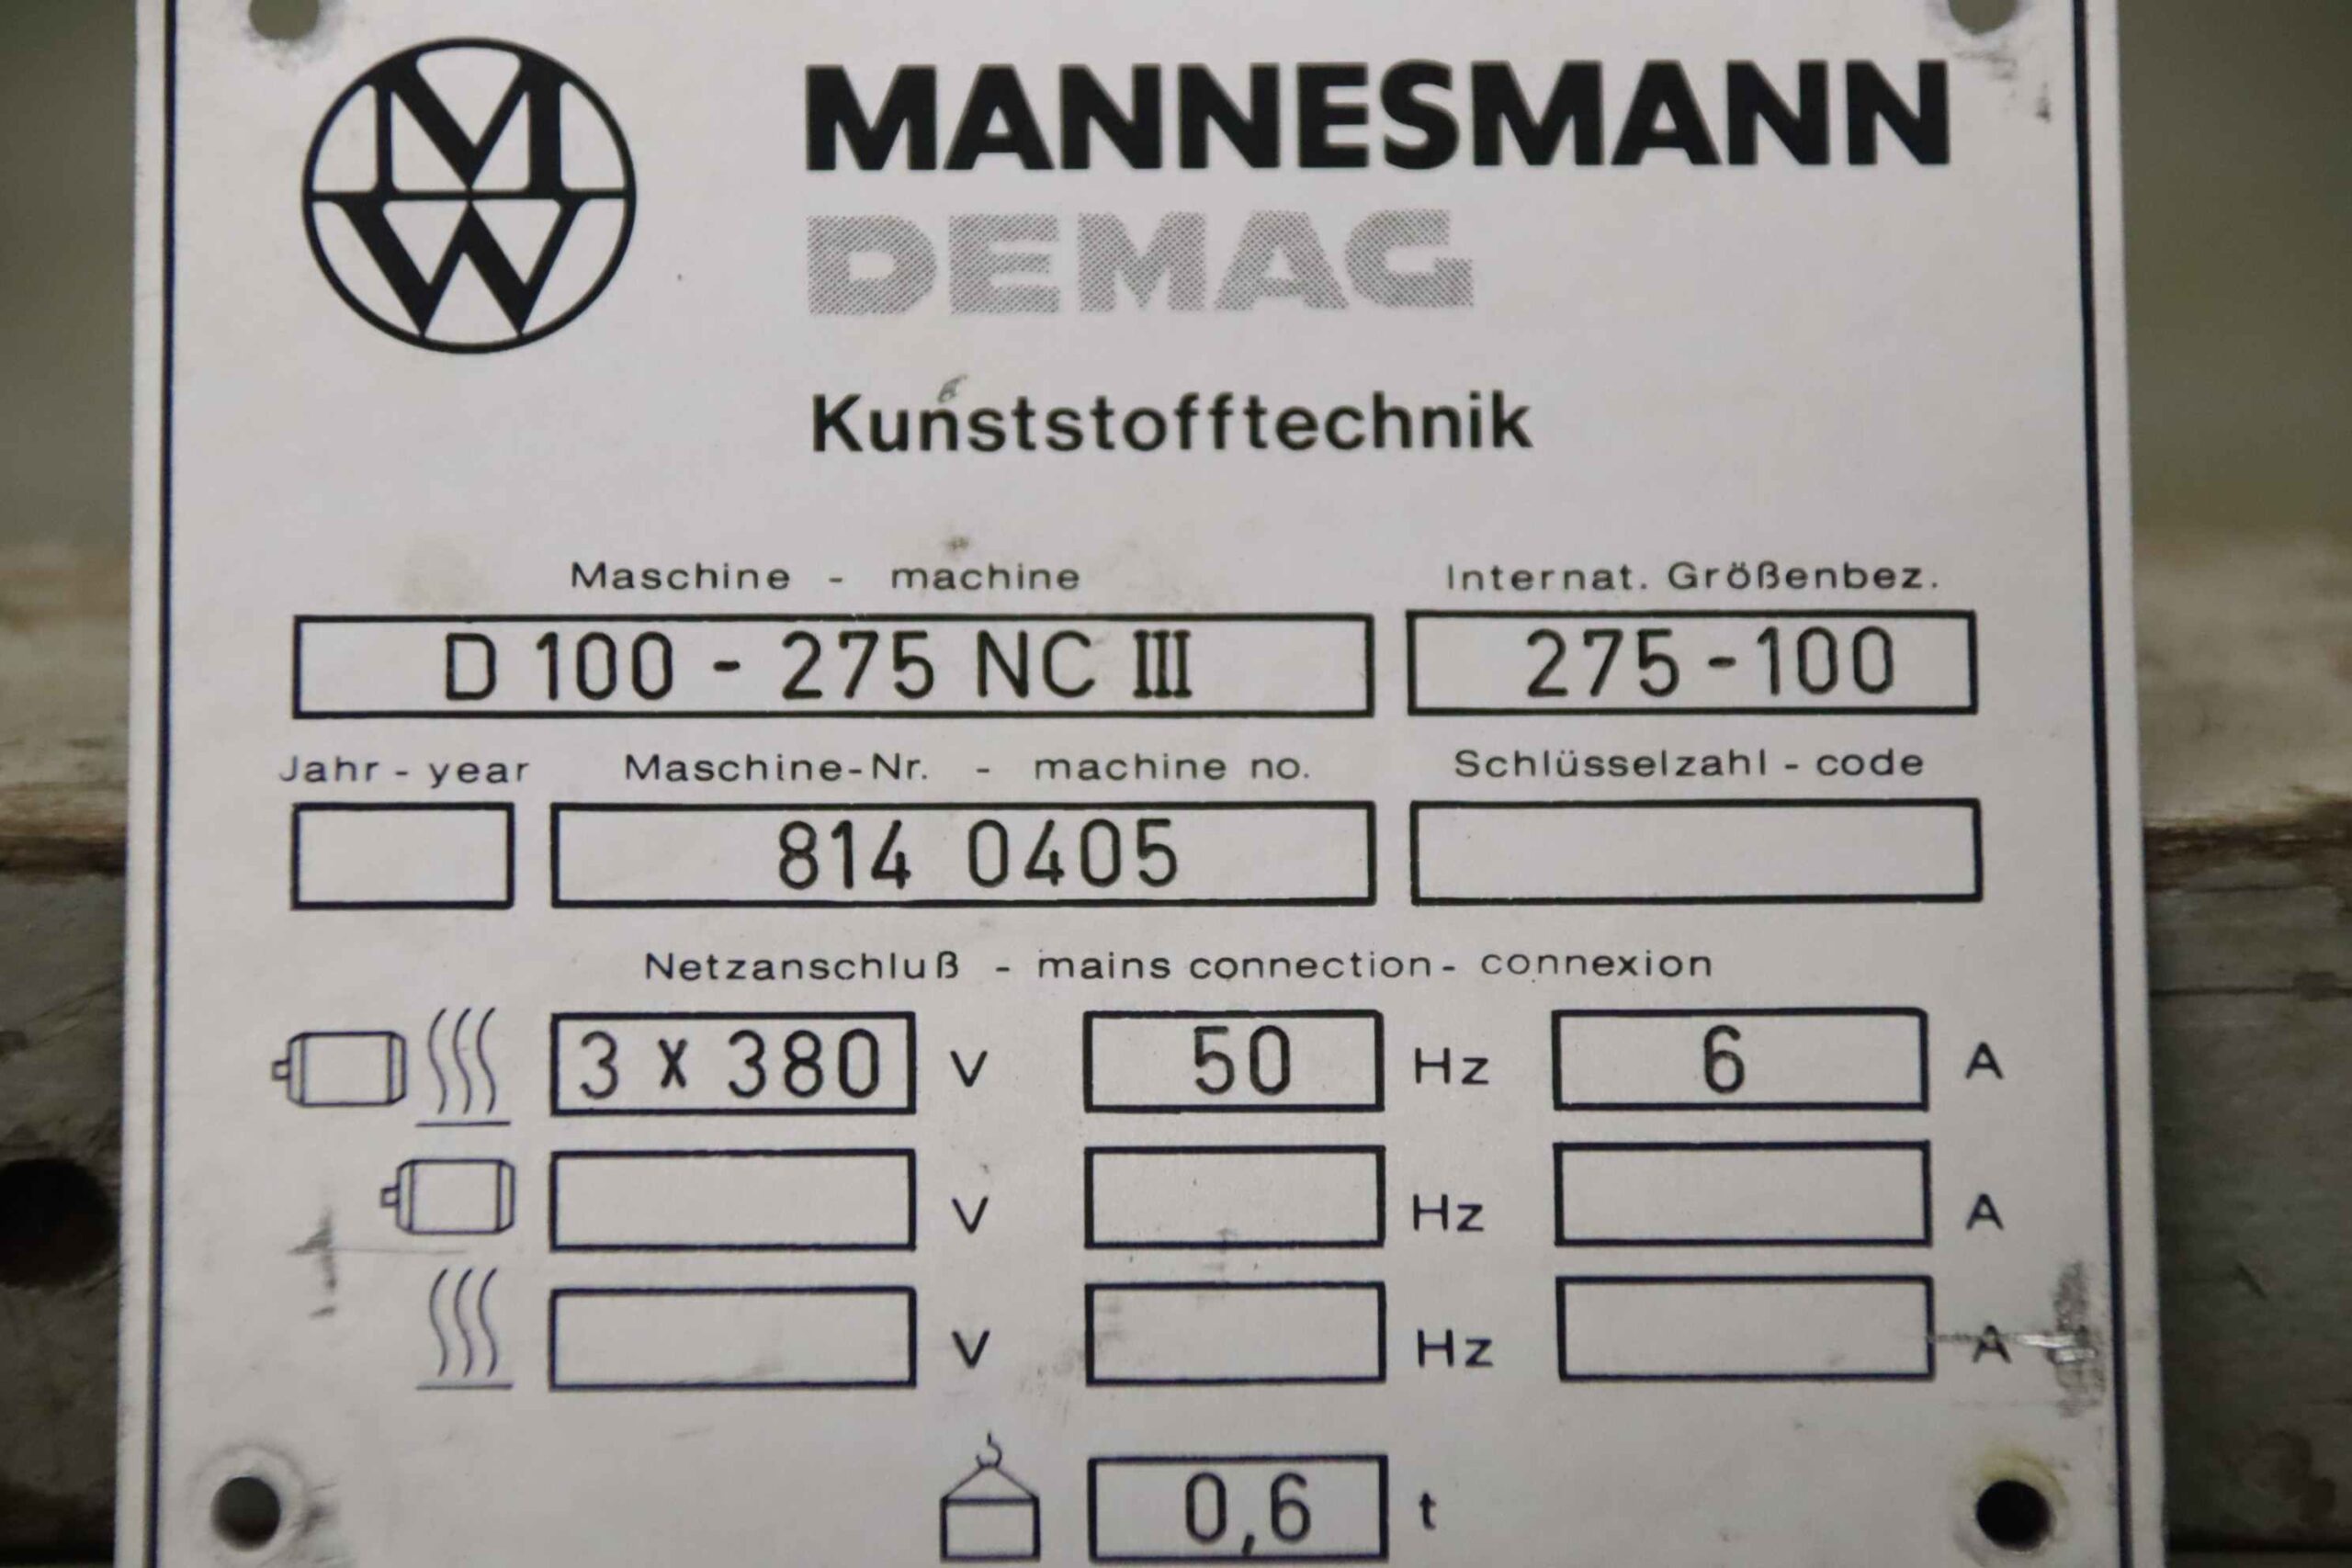 MW
MANNESMANN
DEMAG
Kunststofftechnik
Maschine - machine Internat. Größenbez.
D 100 - 275 NC III 275 - 100
Jahr - year Maschine-Nr. - machine no. Schlüsselzahl - code
814 0405
Netzanschluß - mains connection - connexion
3 x 380 V 50 Hz 6 A
V Hz A
V Hz A
0,6 t